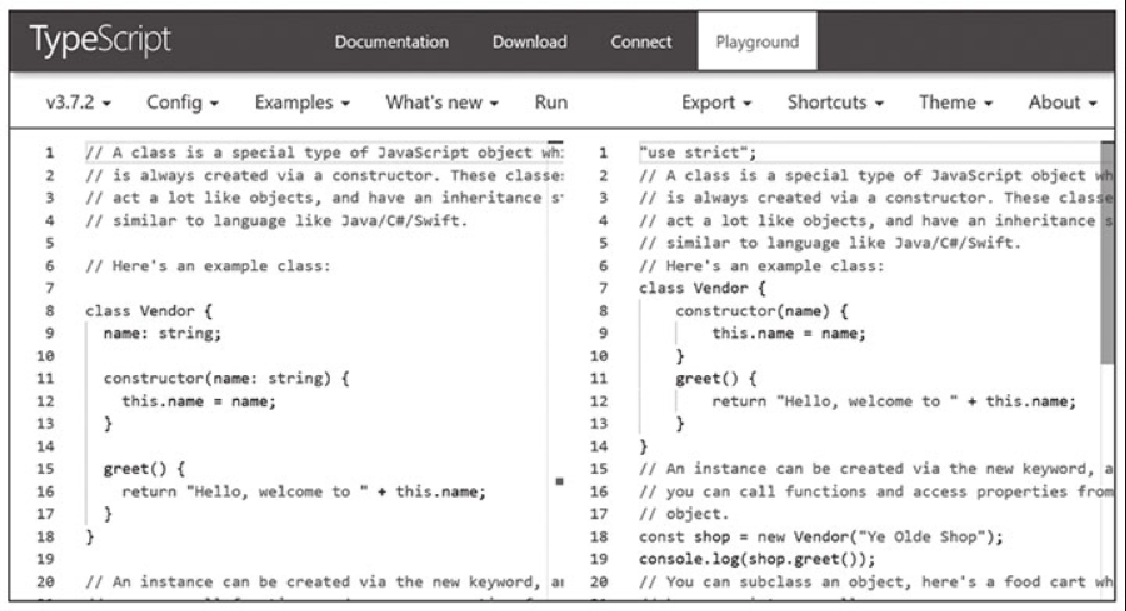 TypeScript Documentation Download Connect Playground
v3.7.2 Config Examples What's new Run Export Shortcuts Theme About
1 // A class is a special type of JavaScript object
2 // is always created via a constructor. These
3 // act a lot like objects, and have an inheritance
4 // similar to language like Java/C#/Swift.
5
6 // Here's an example class:
7
8 class Vendor {
9 name: string;
10
11 constructor(name: string) {
12 this.name = name;
13 }
14
15 greet() {
16 return "Hello, welcome to " + this.name;
17 }
18 }
19
20 // An instance can be created via the new keyword,
1 "use strict";
2 // A class is a special type of JavaScript object
3 // is always created via a constructor. These
4 // act a lot like objects, and have an inheritance
5 // similar to language like Java/C#/Swift.
6 // Here's an example class:
7 class Vendor {
8 constructor(name) {
9 this.name = name;
10 }
11 greet() {
12 return "Hello, welcome to " + this.name;
13 }
14 }
15 // An instance can be created via the new keyword, a
16 // you can call functions and access properties from
17 // object.
18 const shop = new Vendor("Ye Olde Shop");
19 console.log(shop.greet());
20 // You can subclass an object, here's a food cart wh